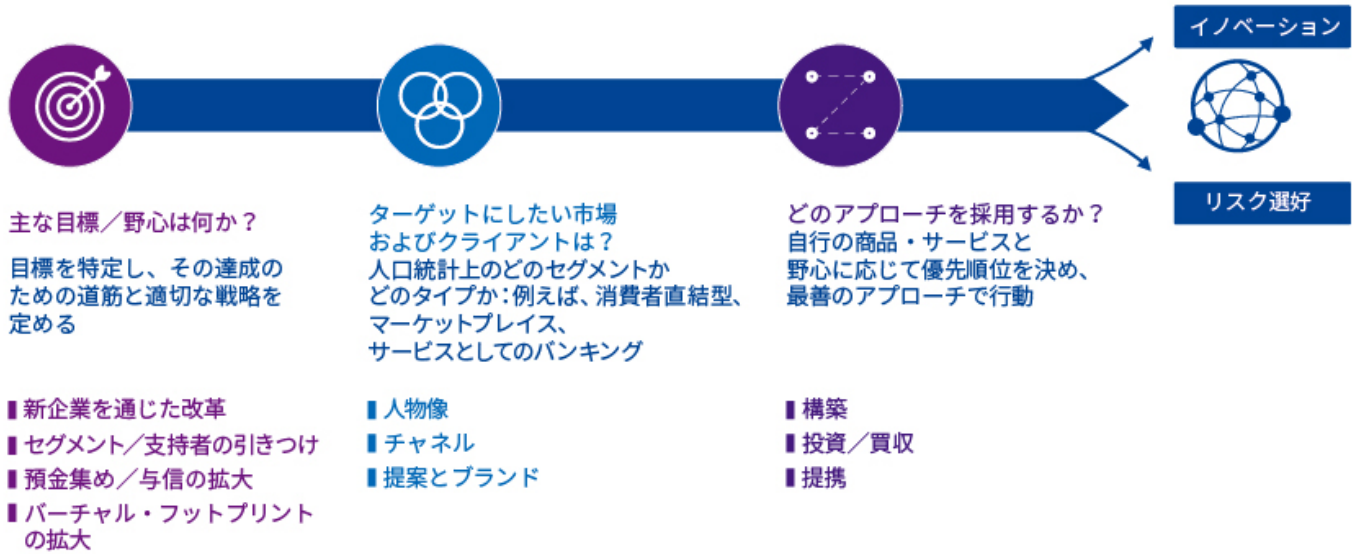 主な目標／野心は何か？
目標を特定し、その達成の
ための道筋と適切な戦略を
定める
▮新企業を通じた改革
▮セグメント／支持者の引きつけ
▮預金集め／与信の拡大
▮バーチャル・フットプリント
の拡大
ターゲットにしたい市場
およびクライアントは？
人口統計上のどのセグメントか
どのタイプか：例えば、消費者直結型、
マーケットプレイス、
サービスとしてのバンキング
▮人物像
▮チャネル
▮提案とブランド
どのアプローチを採用するか？
自行の商品・サービスと
野心に応じて優先順位を決め、
最善のアプローチで行動
▮構築
▮投資／買収
▮提携
イノベーション
リスク選好